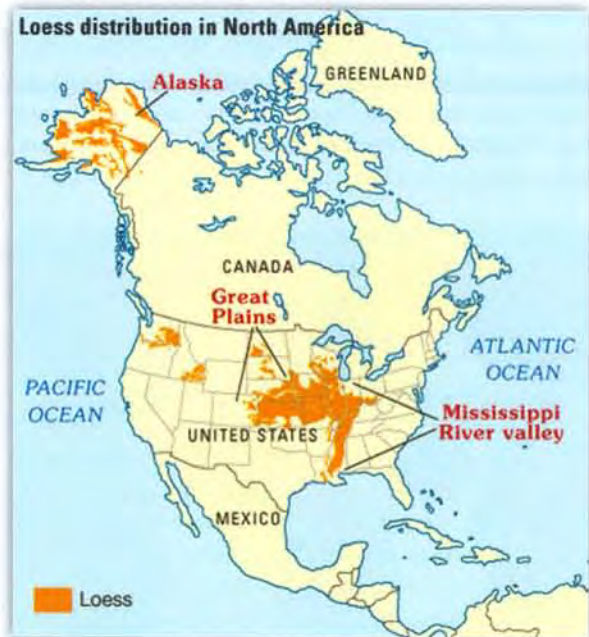 Loess distribution in North America
GREENLAND
Alaska
CANADA
Great
Plains
ATLANTIC
OCEAN
PACIFIC
OCEAN
Mississippi
River valley
UNITED STATES
MEXICO
Loess